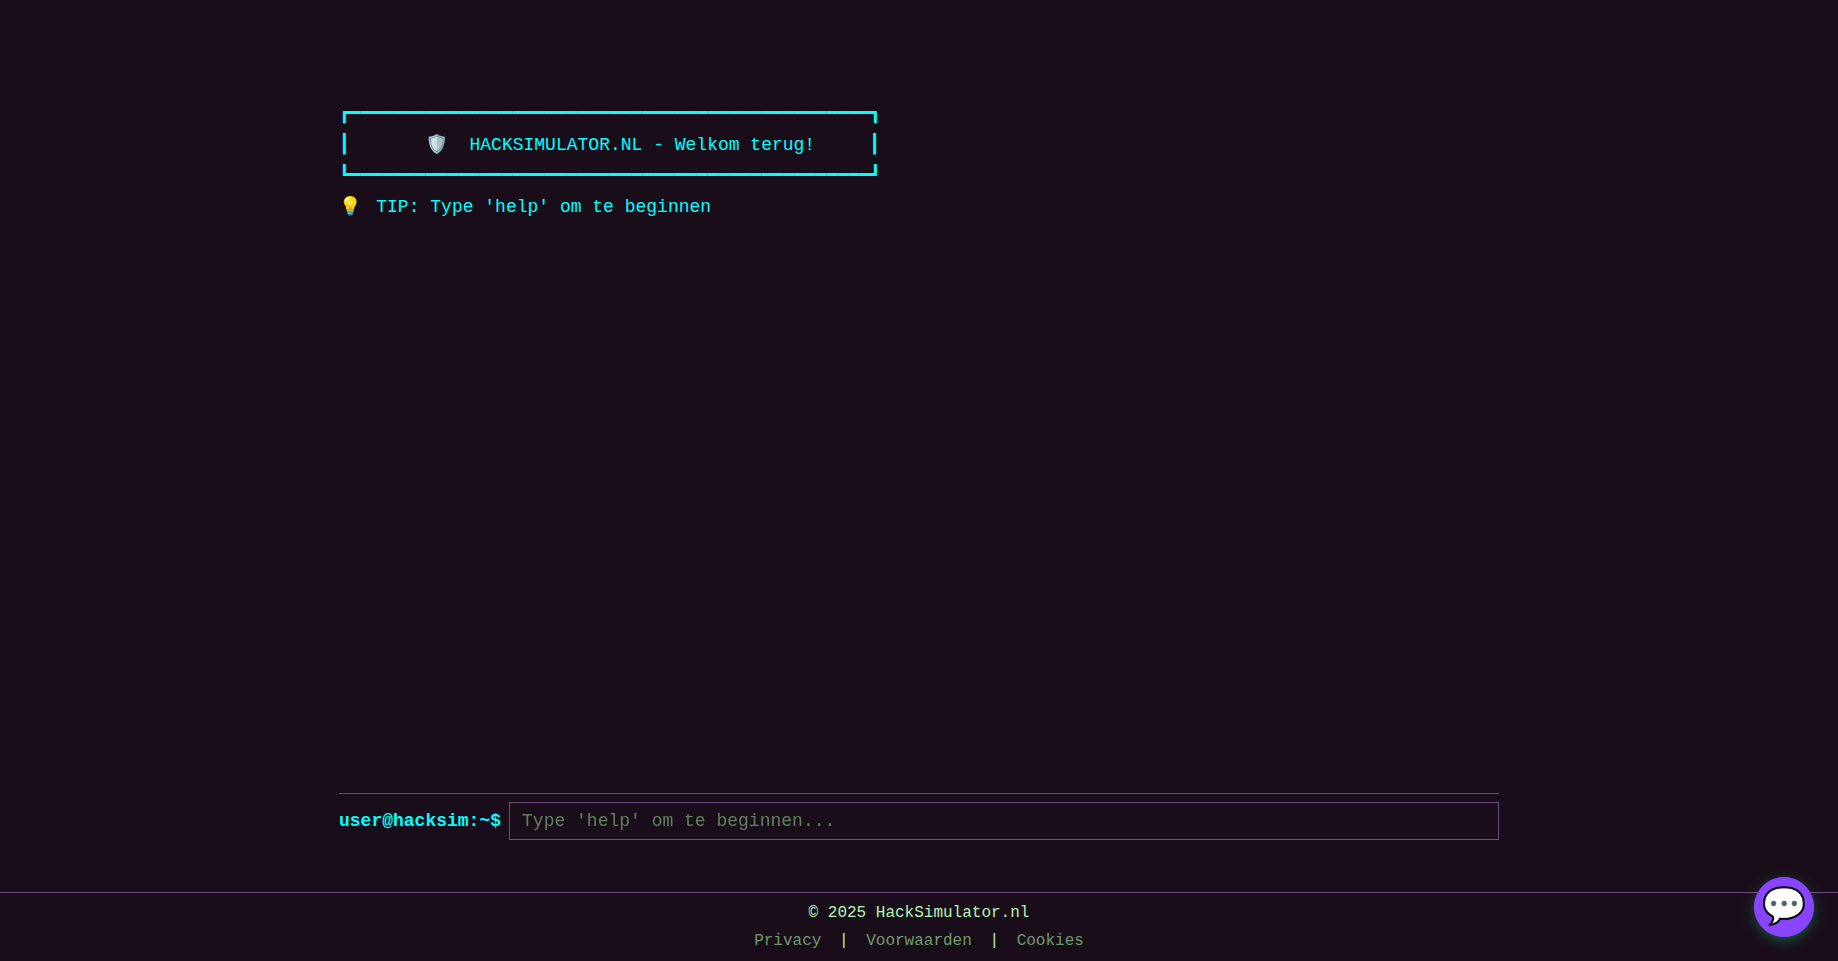 HACKSIMULATOR.NL - Welkom terug!
TIP: Type 'help' om te beginnen
user@hacksim:~$ Type 'help' om te beginnen...
© 2025 HackSimulator.nl
Privacy | Voorwaarden | Cookies